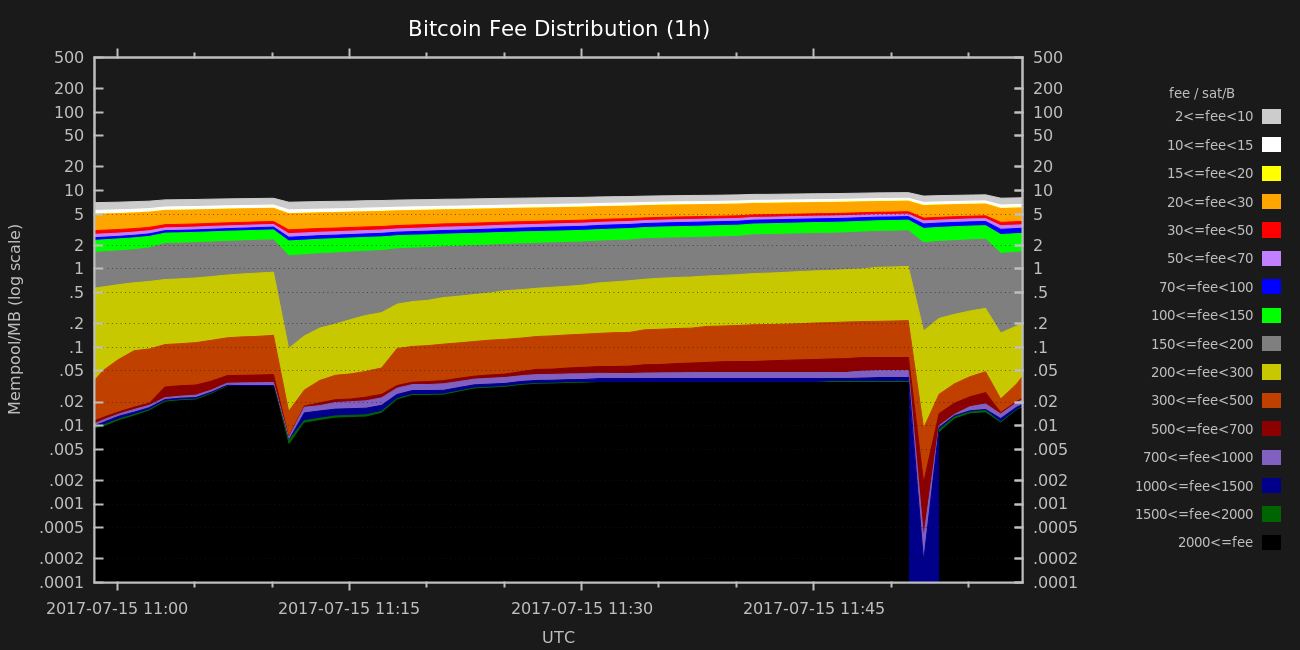 Bitcoin Fee Distribution (1h)
Mempool/MB (log scale)
500
200
100
50
20
10
5
2
1
.5
.2
.1
.05
.02
.01
.005
.002
.001
.0005
.0002
.0001
500
200
100
50
20
10
5
2
1
.5
.2
.1
.05
.02
.01
.005
.002
.001
.0005
.0002
.0001
2017-07-15 11:00
2017-07-15 11:15
2017-07-15 11:30
2017-07-15 11:45
UTC
fee / sat/B
2<=fee<10
10<=fee<15
15<=fee<20
20<=fee<30
30<=fee<50
50<=fee<70
70<=fee<100
100<=fee<150
150<=fee<200
200<=fee<300
300<=fee<500
500<=fee<700
700<=fee<1000
1000<=fee<1500
1500<=fee<2000
2000<=fee